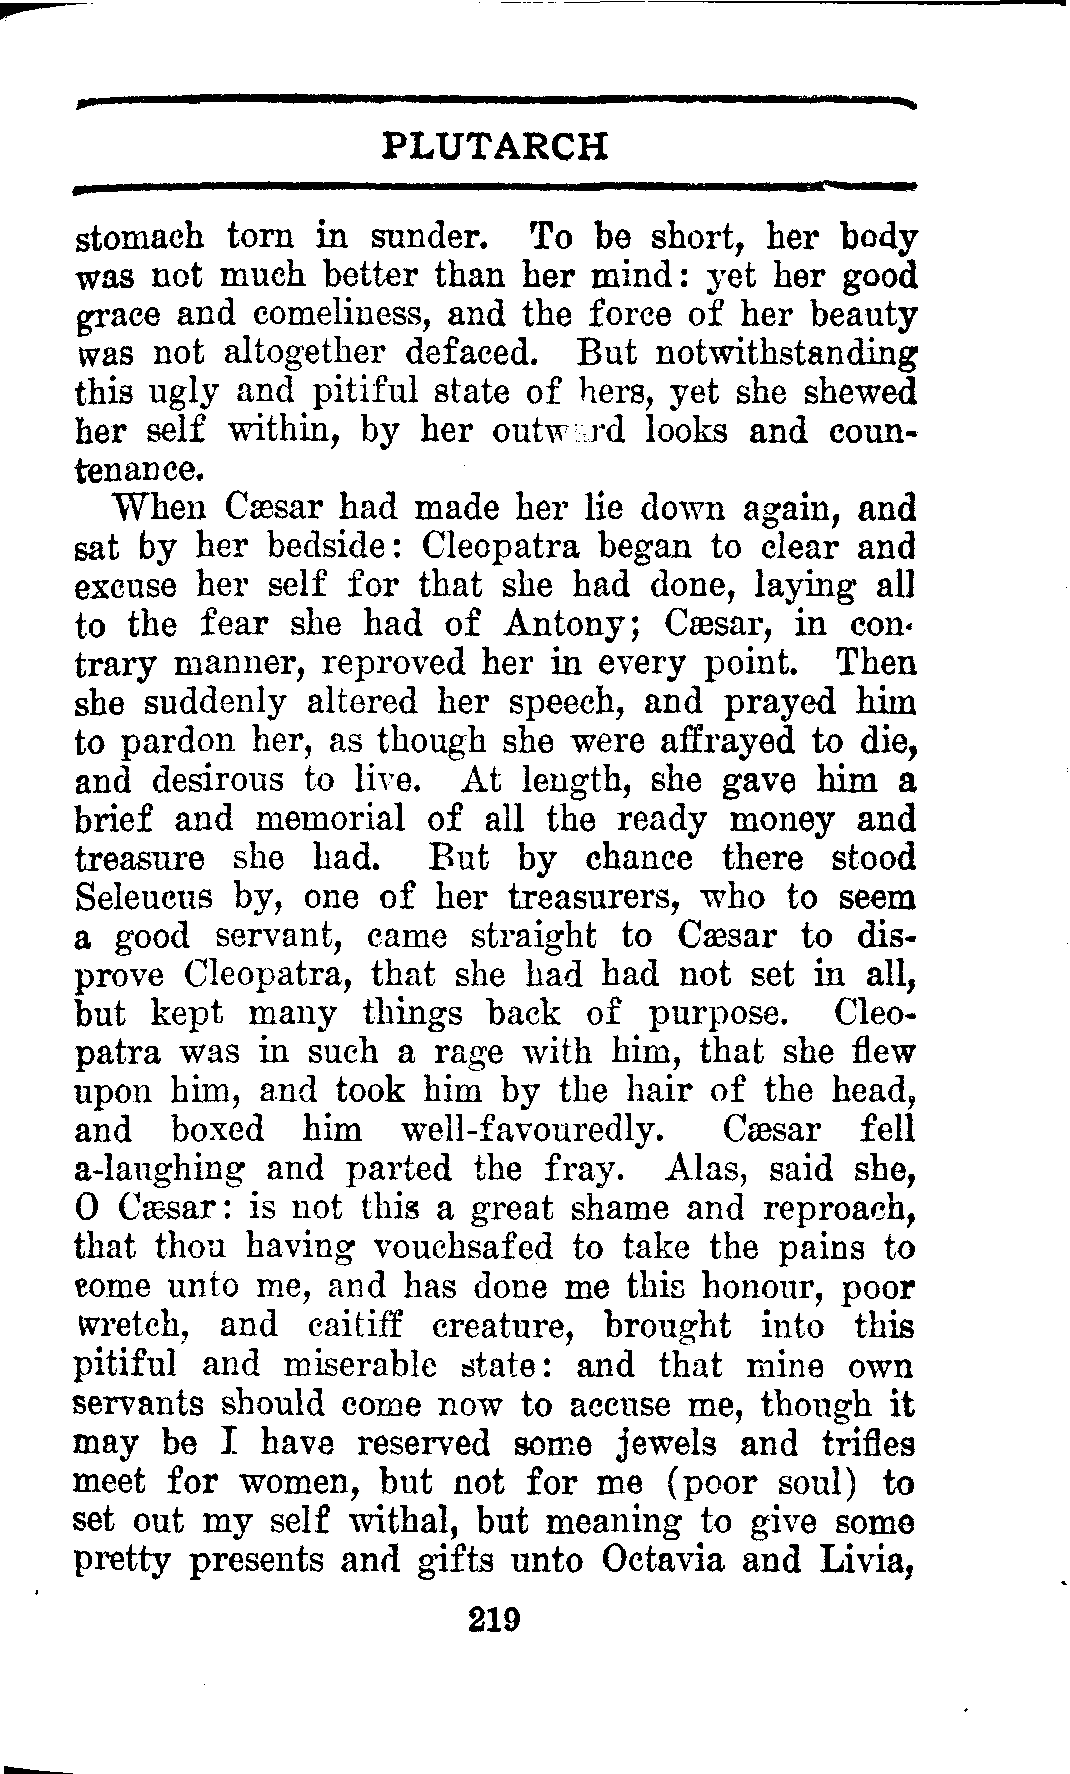 PLUTARCH
stomach torn in sunder. To be short, her body
was not much better than her mind: yet her good
grace and comeliness, and the force of her beauty
was not altogether defaced. But notwithstanding
this ugly and pitiful state of hers, yet she shewed
her self within, by her outward looks and coun-
tenance.
When Cæsar had made her lie down again, and
sat by her bedside: Cleopatra began to clear and
excuse her self for that she had done, laying all
to the fear she had of Antony; Cæsar, in con-
trary manner, reproved her in every point. Then
she suddenly altered her speech, and prayed him
to pardon her, as though she were affrayed to die,
and desirous to live. At length, she gave him a
brief and memorial of all the ready money and
treasure she had. But by chance there stood
Seleucus by, one of her treasurers, who to seem
a good servant, came straight to Cæsar to dis-
prove Cleopatra, that she had had not set in all,
but kept many things back of purpose. Cleo-
patra was in such a rage with him, that she flew
upon him, and took him by the hair of the head,
and boxed him well-favouredly. Cæsar fell
a-laughing and parted the fray. Alas, said she,
O Cæsar: is not this a great shame and reproach,
that thou having vouchsafed to take the pains to
come unto me, and has done me this honour, poor
wretch, and caitiff creature, brought into this
pitiful and miserable state: and that mine own
servants should come now to accuse me, though it
may be I have reserved some jewels and trifles
meet for women, but not for me (poor soul) to
set out my self withal, but meaning to give some
pretty presents and gifts unto Octavia and Livia,
219